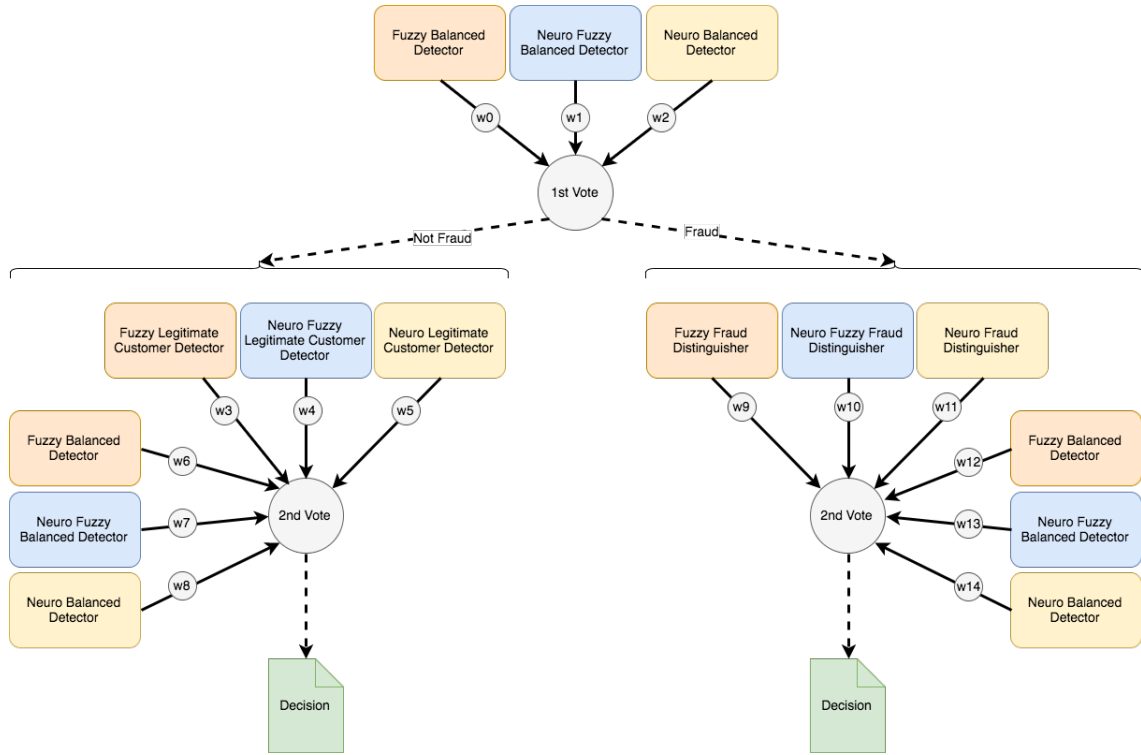 Fuzzy Balanced
Detector
Neuro Fuzzy
Balanced Detector
Neuro Balanced
Detector
w0
w1
w2
1st Vote
Not Fraud
Fraud
Fuzzy Legitimate
Customer Detector
Neuro Fuzzy
Legitimate Customer
Detector
Neuro Legitimate
Customer Detector
w3
w4
w5
Fuzzy Balanced
Detector
w6
Neuro Fuzzy
Balanced Detector
w7
Neuro Balanced
Detector
w8
2nd Vote
Decision
Fuzzy Fraud
Distinguisher
Neuro Fuzzy Fraud
Distinguisher
Neuro Fraud
Distinguisher
w9
w10
w11
w12
Fuzzy Balanced
Detector
w13
Neuro Fuzzy
Balanced Detector
w14
Neuro Balanced
Detector
2nd Vote
Decision